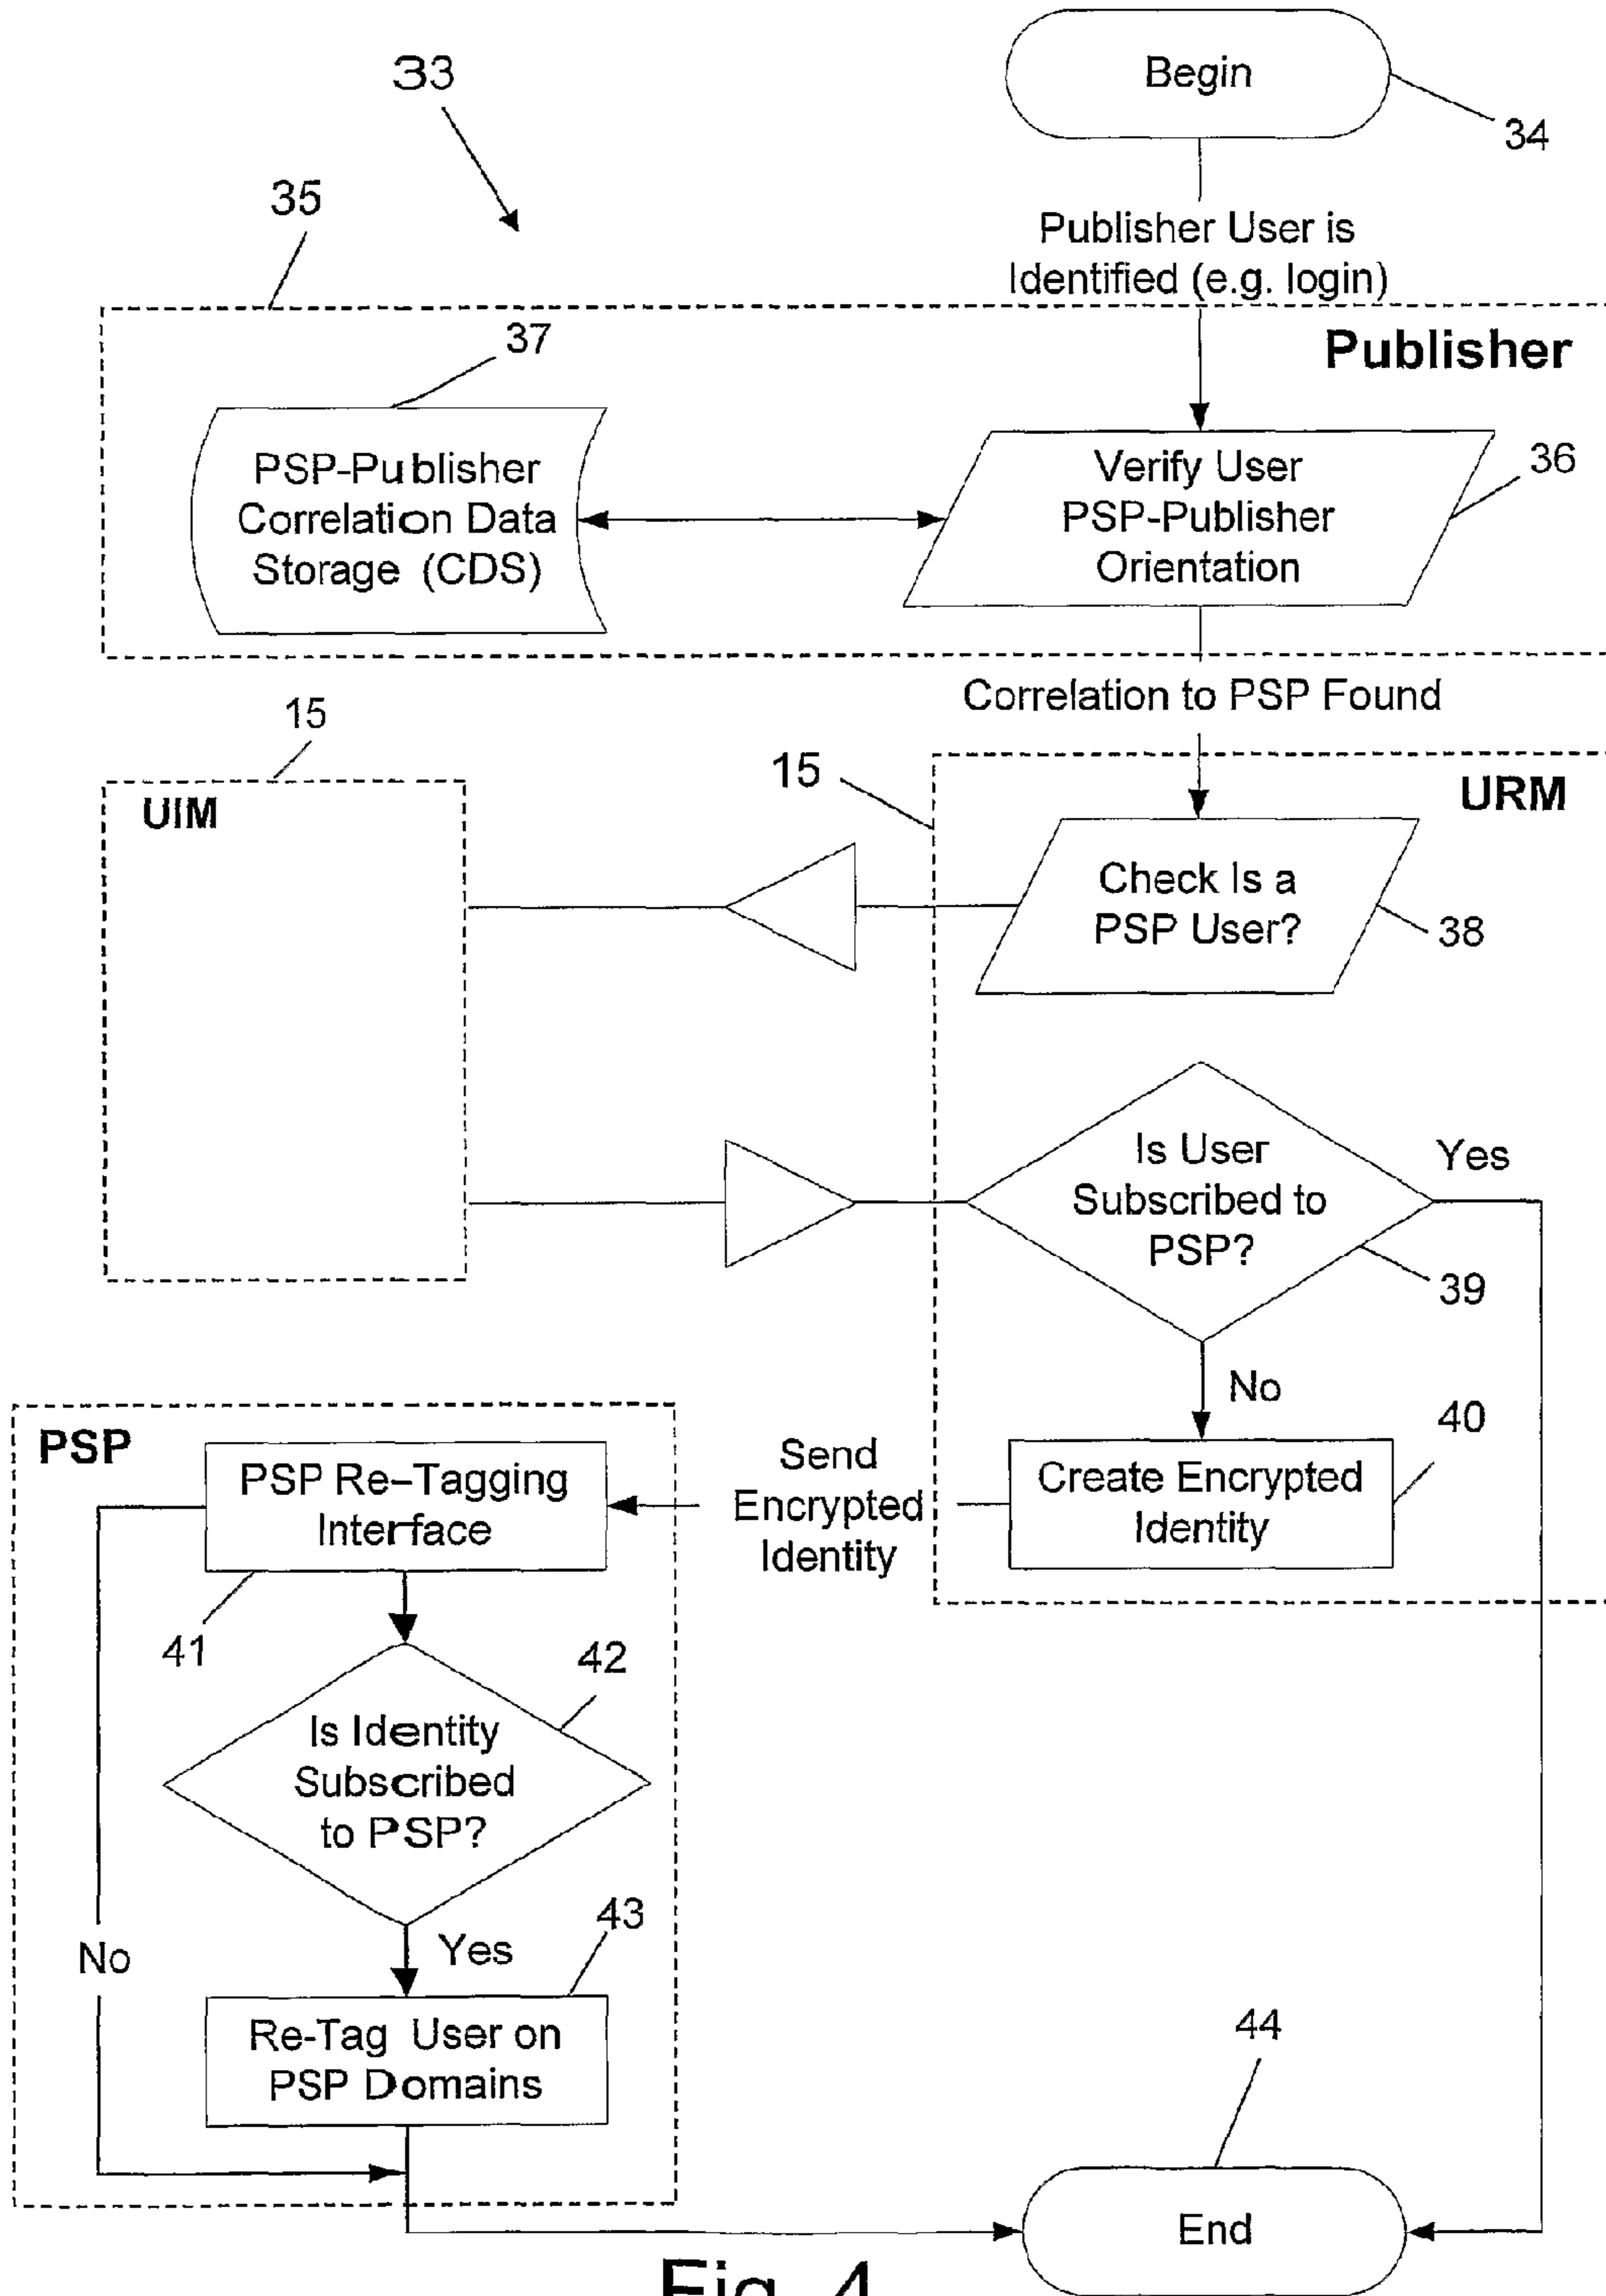 33
Begin
34
Publisher User is
Identified (e.g. login)
35
Publisher
37
PSP-Publisher
Correlation Data
Storage (CDS)
Verify User
PSP-Publisher
Orientation
36
Correlation to PSP Found
15
UIM
15
URM
Check Is a
PSP User?
38
Is User
Subscribed to
PSP?
Yes
39
No
40
Create Encrypted
Identity
Send
Encrypted
Identity
PSP
PSP Re-Tagging
Interface
41
42
Is Identity
Subscribed
to PSP?
No
Yes
43
Re-Tag User on
PSP Domains
44
End
Fig. 4